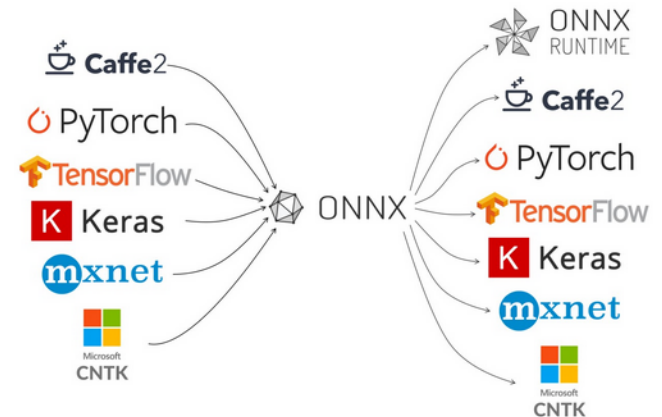 Caffe2
PyTorch
TensorFlow
K Keras
mxnet
Microsoft
CNTK
ONNX
ONNX
RUNTIME
Caffe2
PyTorch
TensorFlow
K Keras
mxnet
Microsoft
CNTK